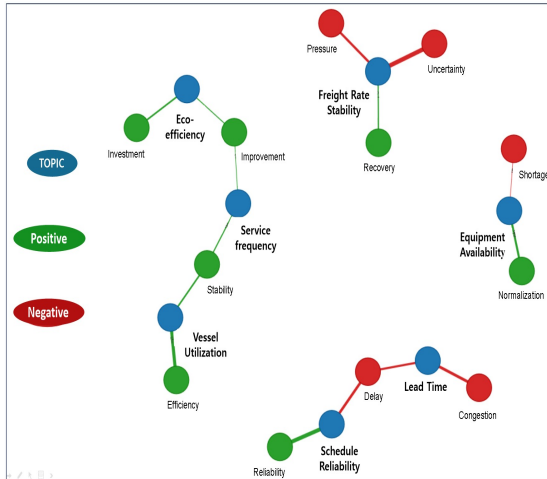 Pressure
Uncertainty
Freight Rate
Stability
Eco-
efficiency
Investment
Improvement
TOPIC
Recovery
Shortage
Service
frequency
Positive
Equipment
Availability
Stability
Normalization
Negative
Vessel
Utilization
Efficiency
Lead Time
Delay
Congestion
Schedule
Reliability
Reliability